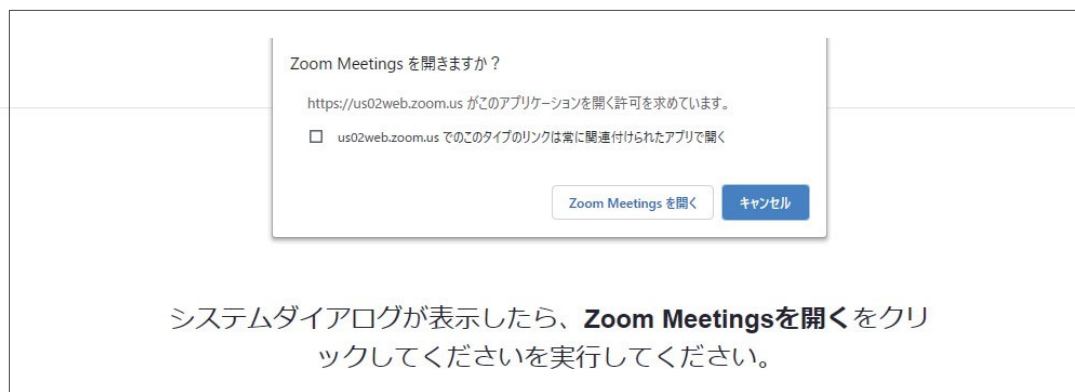 Zoom Meetings を開きますか？
https://us02web.zoom.us がこのアプリケーションを開く許可を求めています。
us02web.zoom.us でのこのタイプのリンクは常に関連付けられたアプリで開く
Zoom Meetings を開く キャンセル
システムダイアログが表示したら、Zoom Meetingsを開くをクリ
ックしてくださいを実行してください。